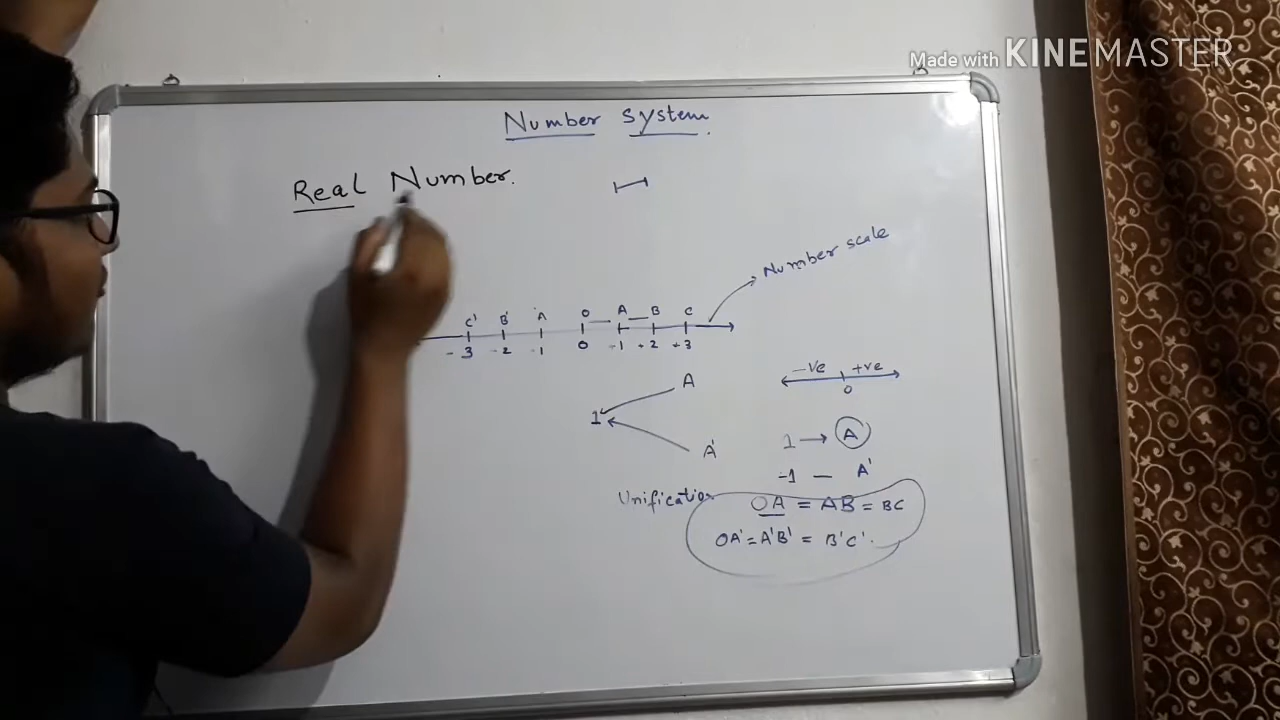 Made with KINEMASTER
Number system.
Real Number.
Number scale
C' B' A' O A B C
-3 -2 -1 0 +1 +2 +3
-ve +ve
0
A
1
A'
1 → A
-1 — A'
Unification
OA = AB = BC
OA' = A'B' = B'C'.